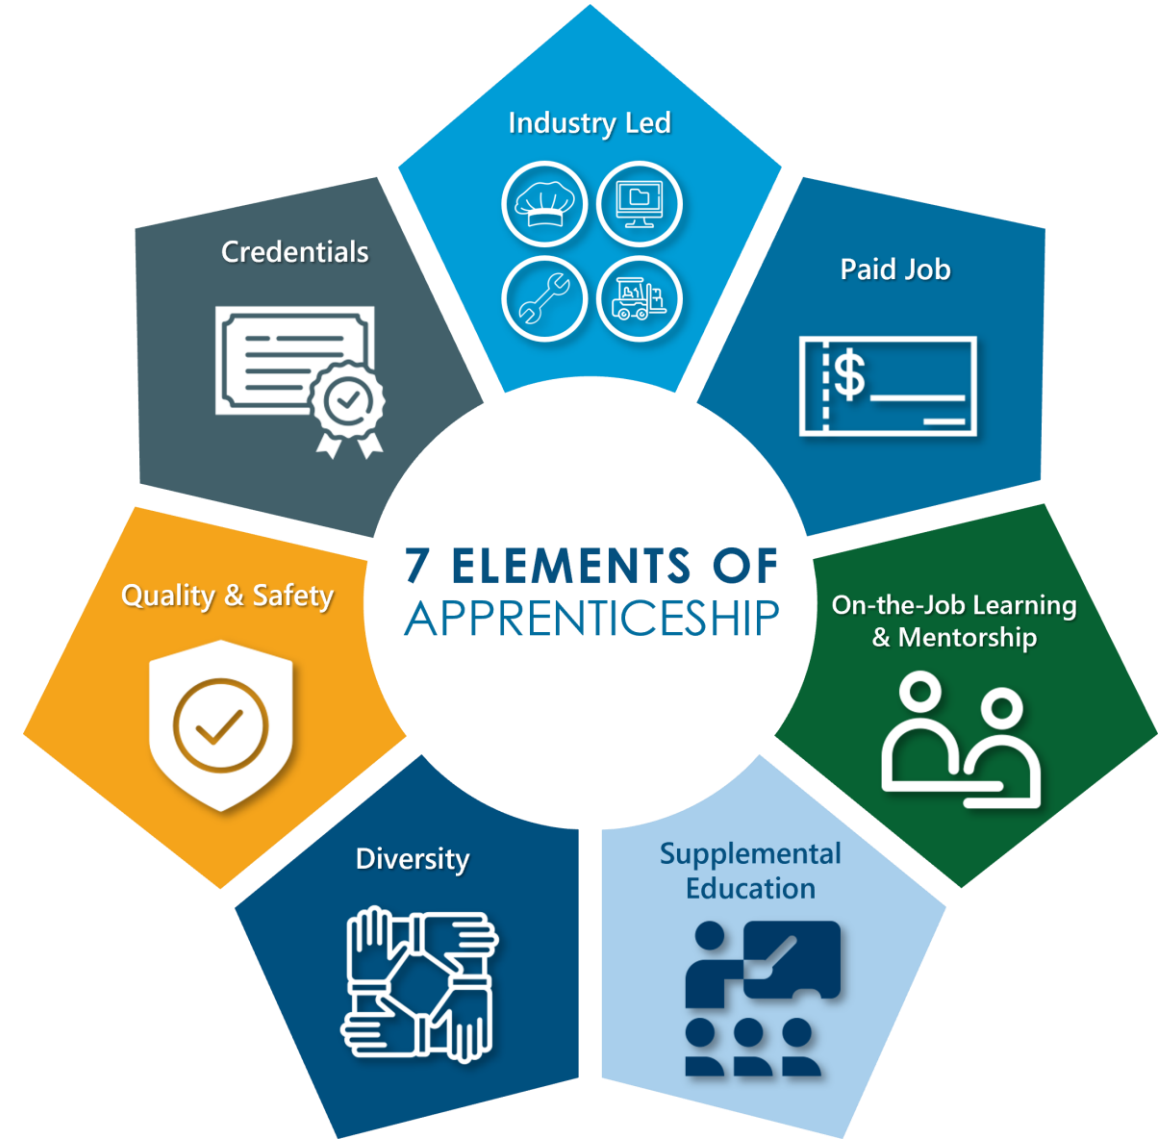 Industry Led
Paid Job
$
On-the-Job Learning
& Mentorship
Supplemental
Education
Diversity
Quality & Safety
Credentials
7 ELEMENTS OF
APPRENTICESHIP